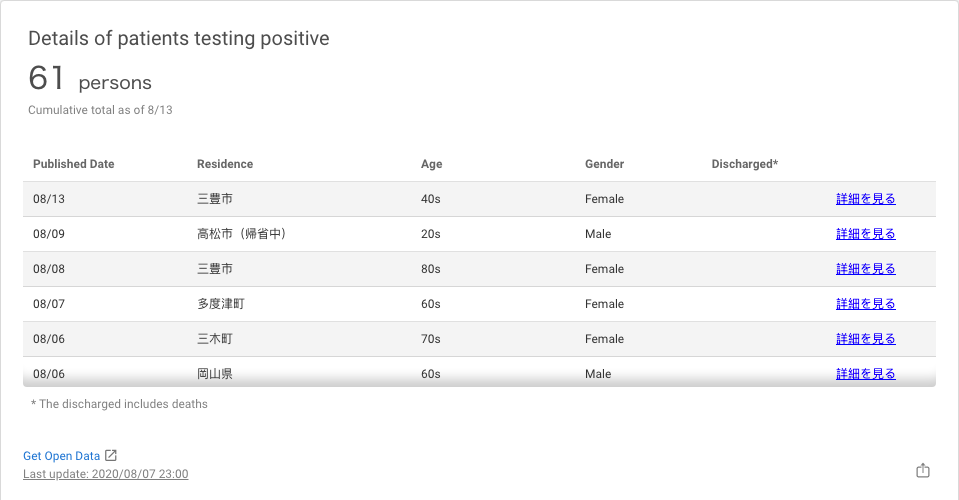 Details of patients testing positive
61 persons
Cumulative total as of 8/13
Published Date Residence Age Gender Discharged*
08/13 三豊市 40s Female 詳細を見る
08/09 高松市（帰省中） 20s Male 詳細を見る
08/08 三豊市 80s Female 詳細を見る
08/07 多度津町 60s Female 詳細を見る
08/06 三木町 70s Female 詳細を見る
08/06 岡山県 60s Male 詳細を見る
* The discharged includes deaths
Get Open Data
Last update: 2020/08/07 23:00